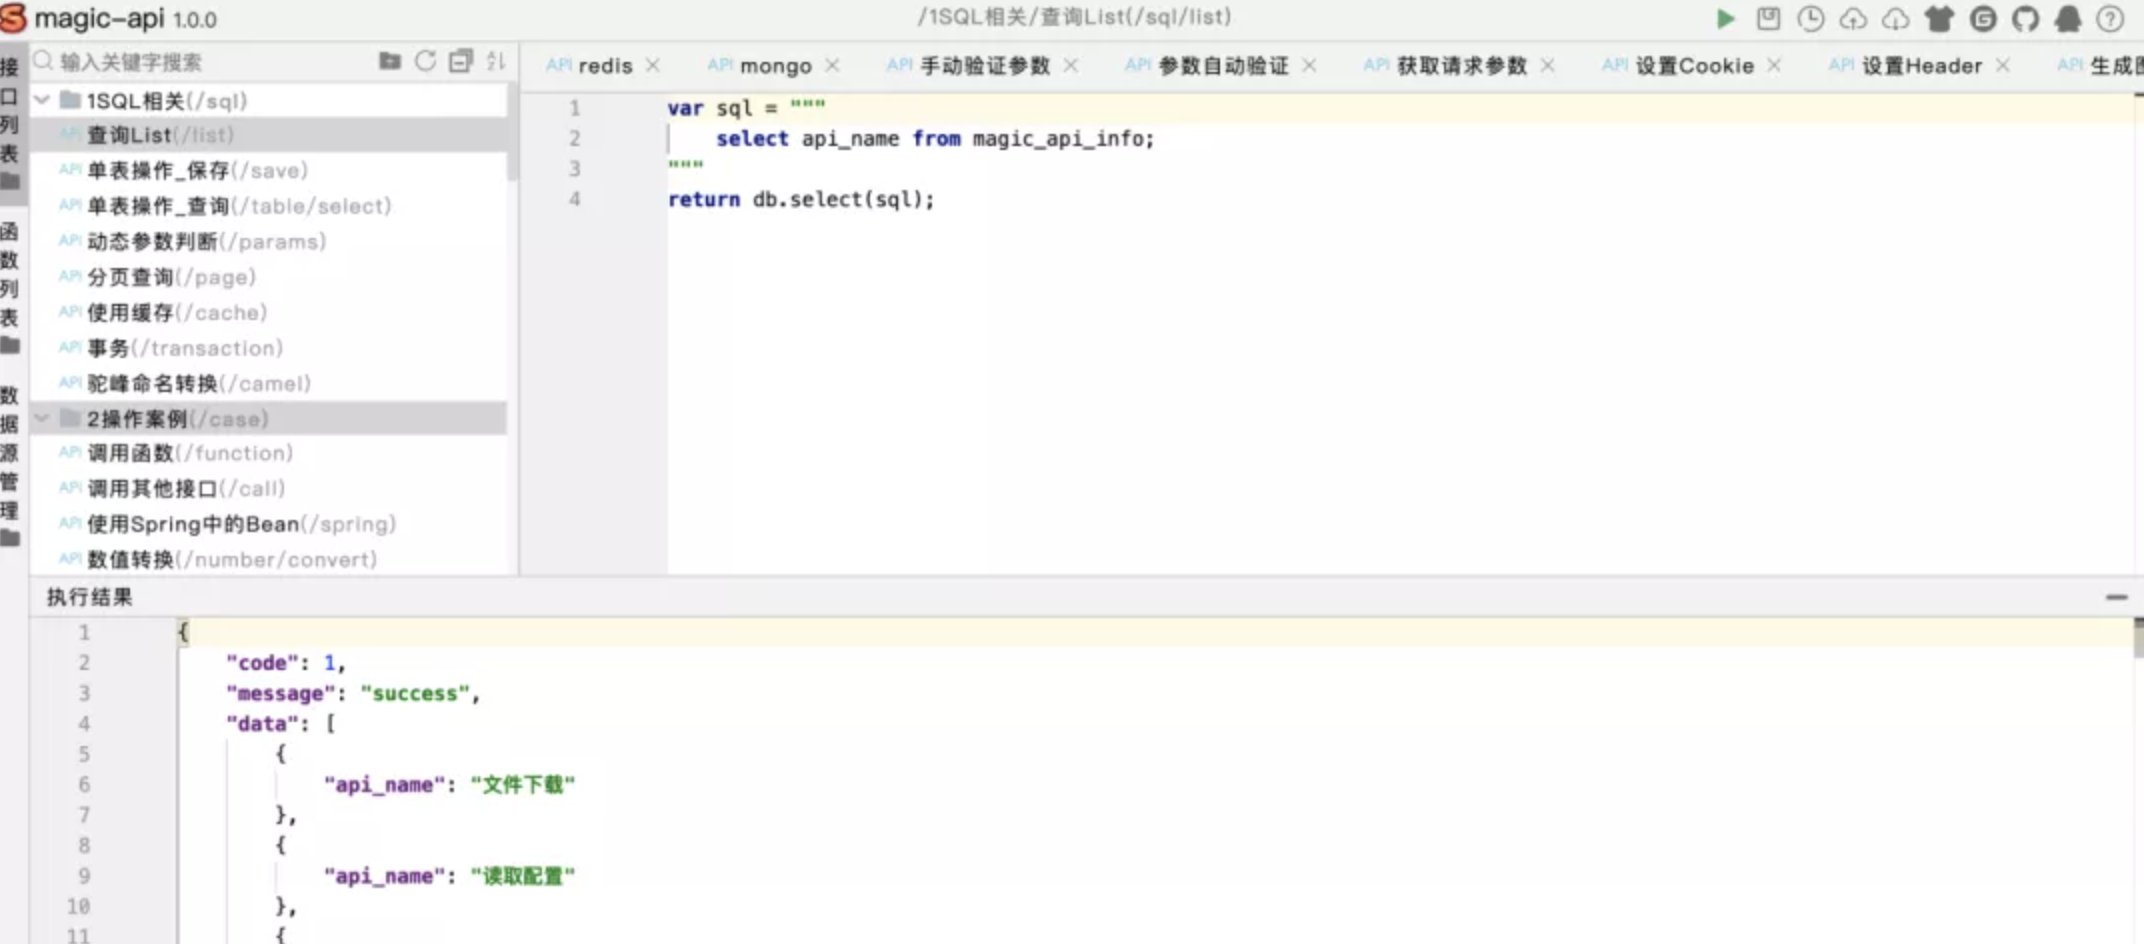 magic-api 1.0.0
/1SQL相关/查询List(/sql/list)
接口列表
函数列表
数据源管理
输入关键字搜索
1SQL相关(/sql)
API 查询List(/list)
API 单表操作_保存(/save)
API 单表操作_查询(/table/select)
API 动态参数判断(/params)
API 分页查询(/page)
API 使用缓存(/cache)
API 事务(/transaction)
API 驼峰命名转换(/camel)
2操作案例(/case)
API 调用函数(/function)
API 调用其他接口(/call)
API 使用Spring中的Bean(/spring)
API 数值转换(/number/convert)
API redis API mongo API 手动验证参数 API 参数自动验证 API 获取请求参数 API 设置Cookie API 设置Header API 生成
1 var sql = """
2 select api_name from magic_api_info;
3 """
4 return db.select(sql);
执行结果
1 {
2 "code": 1,
3 "message": "success",
4 "data": [
5 {
6 "api_name": "文件下载"
7 },
8 {
9 "api_name": "读取配置"
10 },
11 {